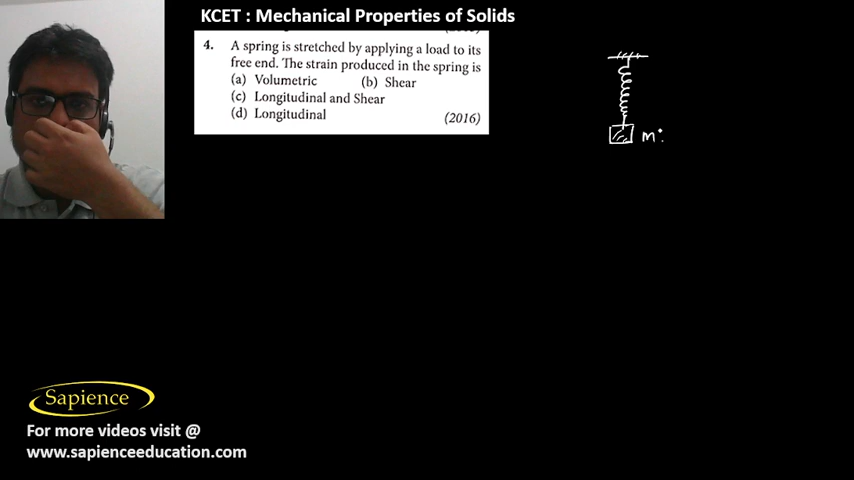 KCET : Mechanical Properties of Solids
4. A spring is stretched by applying a load to its
free end. The strain produced in the spring is
(a) Volumetric (b) Shear
(c) Longitudinal and Shear
(d) Longitudinal (2016)
m
Sapience
For more videos visit @
www.sapienceeducation.com